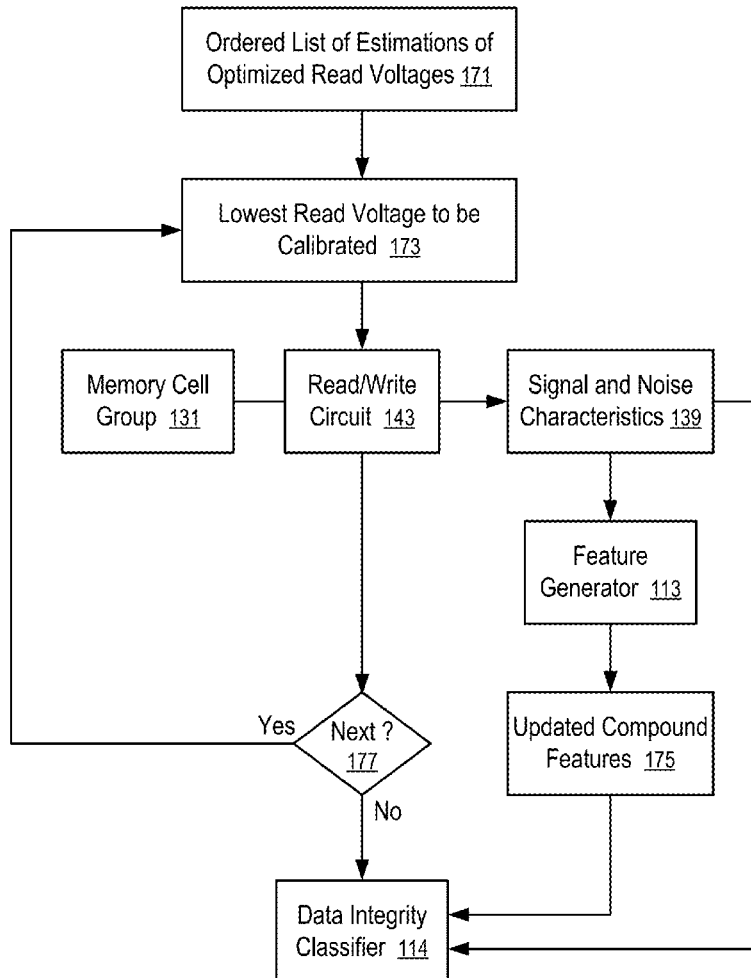 Ordered List of Estimations of
Optimized Read Voltages 171
Lowest Read Voltage to be
Calibrated 173
Memory Cell
Group 131
Read/Write
Circuit 143
Signal and Noise
Characteristics 139
Feature
Generator 113
Updated Compound
Features 175
Yes
Next ?
177
No
Data Integrity
Classifier 114